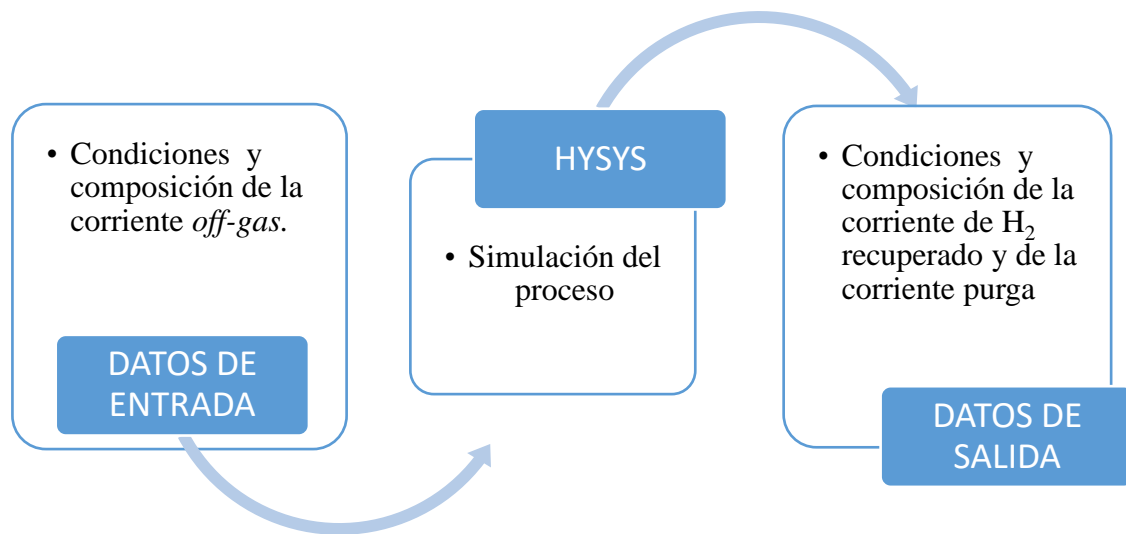 • Condiciones y
composición de la
corriente off-gas.
DATOS DE
ENTRADA
HYSYS
• Simulación del
proceso
• Condiciones y
composición de la
corriente de H₂
recuperado y de la
corriente purga
DATOS DE
SALIDA